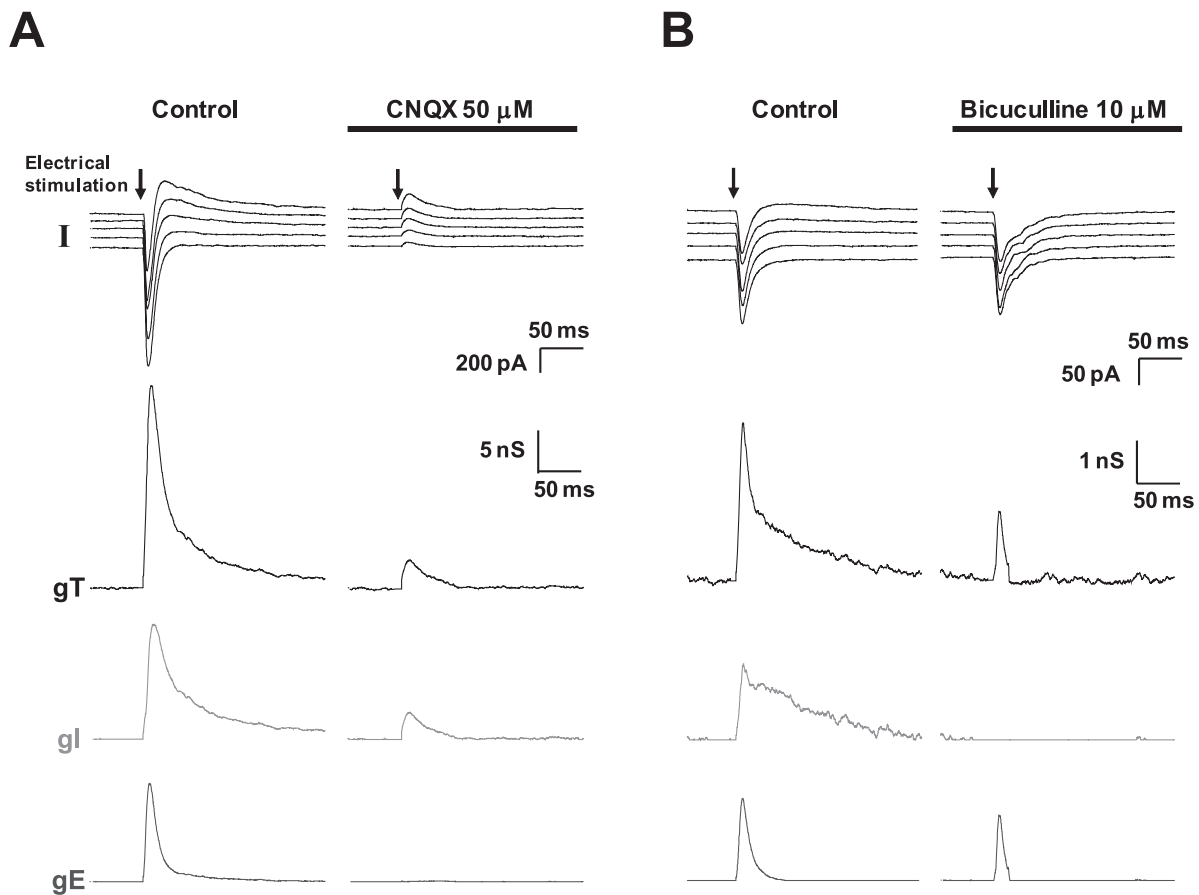 A
B
Control
CNQX 50 μM
Control
Bicuculline 10 μM
Electrical
stimulation
I
50 ms
200 pA
50 ms
50 pA
5 nS
50 ms
1 nS
50 ms
gT
gI
gE